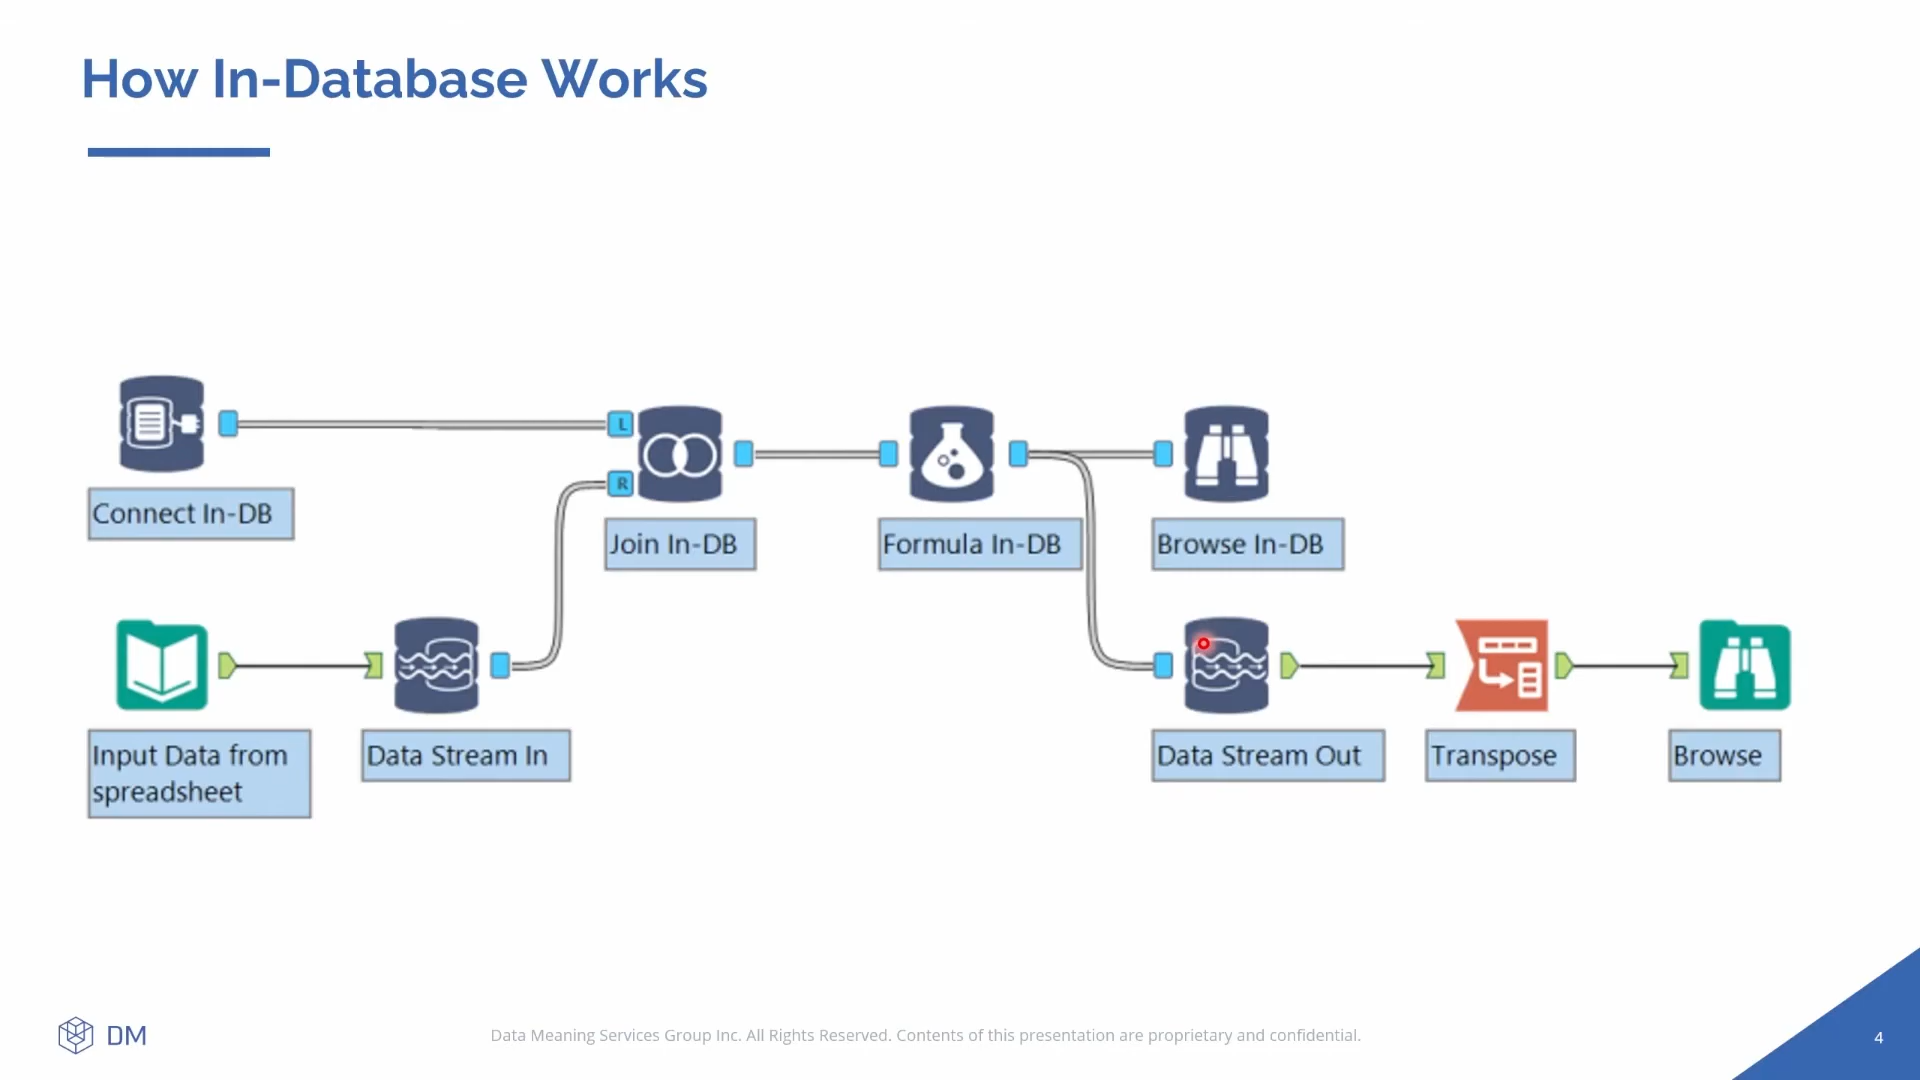 How In-Database Works
L
R
Connect In-DB
Join In-DB
Formula In-DB
Browse In-DB
Input Data from
spreadsheet
Data Stream In
Data Stream Out
Transpose
Browse
DM
Data Meaning Services Group Inc. All Rights Reserved. Contents of this presentation are proprietary and confidential.
4